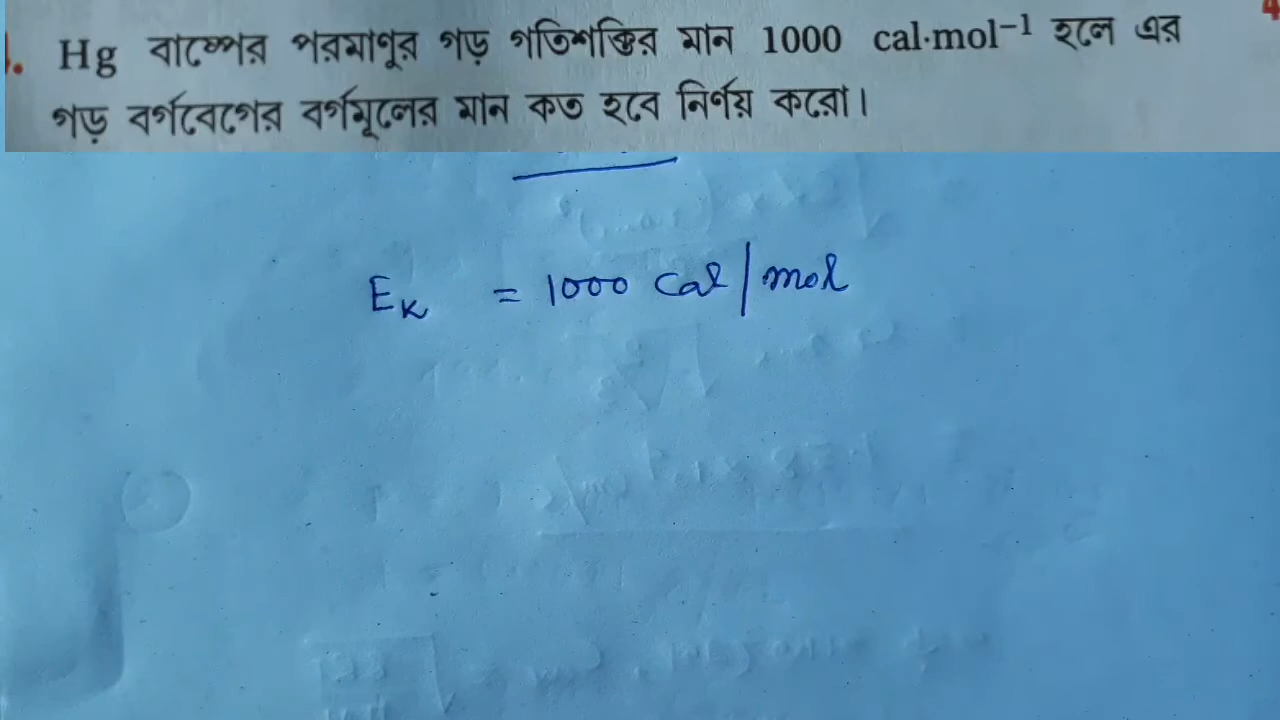 Hg বাষ্পের পরমাণুর গড় গতিশক্তির মান 1000 cal·mol⁻¹ হলে এর
গড় বর্গবেগের বর্গমূলের মান কত হবে নির্ণয় করো।
E_K = 1000 Cal/mol